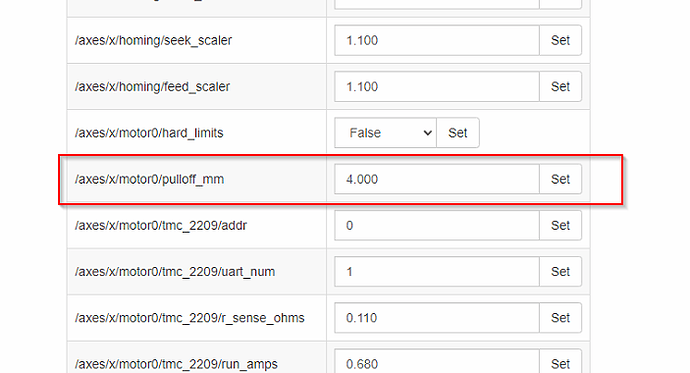 /axes/x/homing/seek_scaler 1.100 Set
/axes/x/homing/feed_scaler 1.100 Set
/axes/x/motor0/hard_limits False Set
/axes/x/motor0/pulloff_mm 4.000 Set
/axes/x/motor0/tmc_2209/addr 0 Set
/axes/x/motor0/tmc_2209/uart_num 1 Set
/axes/x/motor0/tmc_2209/r_sense_ohms 0.110 Set
/axes/x/motor0/tmc_2209/run_amps 0.680 Set